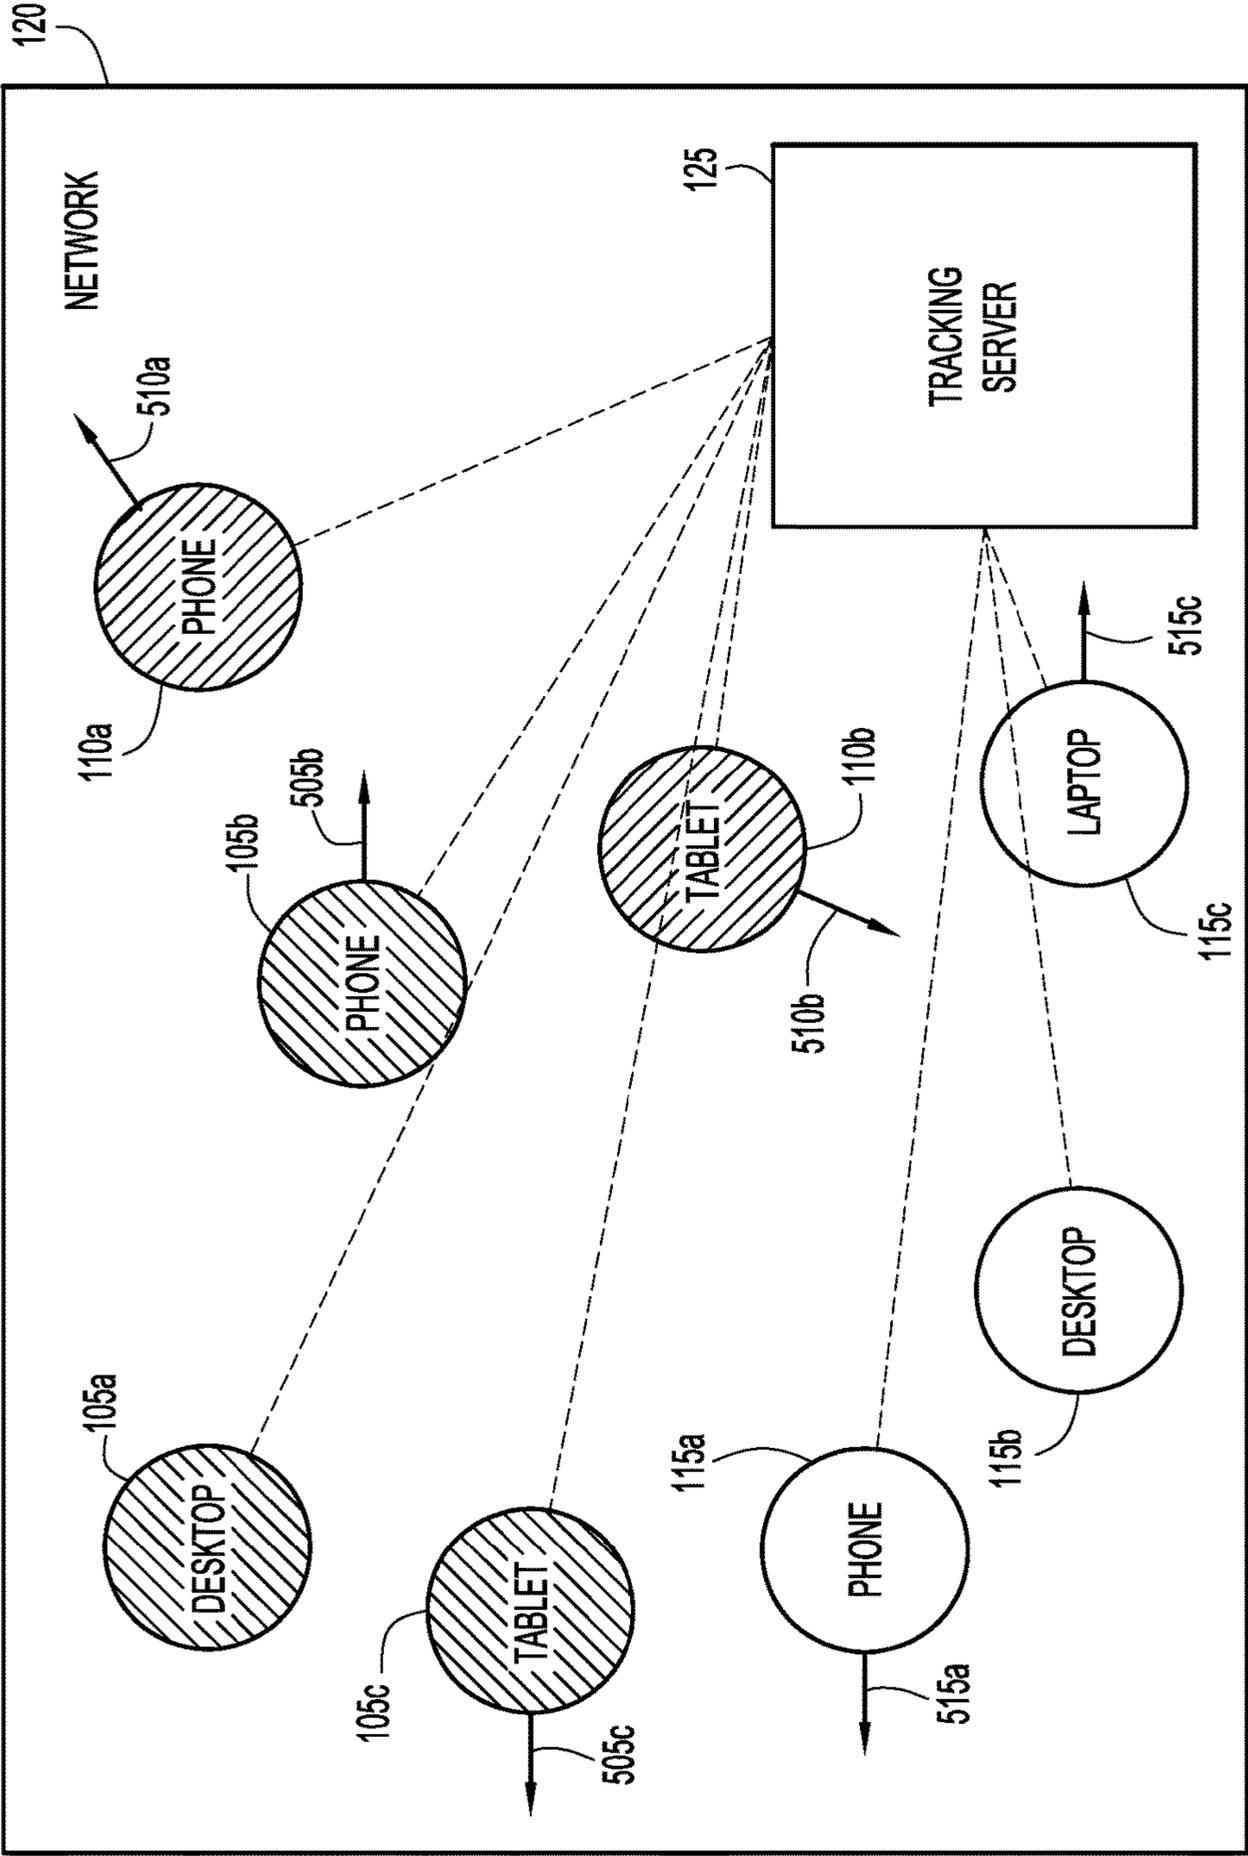 120
NETWORK
105a
110a
510a
DESKTOP
PHONE
105b
505b
PHONE
105c
TABLET
505c
115a
125
TABLET
510b
110b
PHONE
TRACKING
SERVER
515a
115b
DESKTOP
LAPTOP
515c
115c